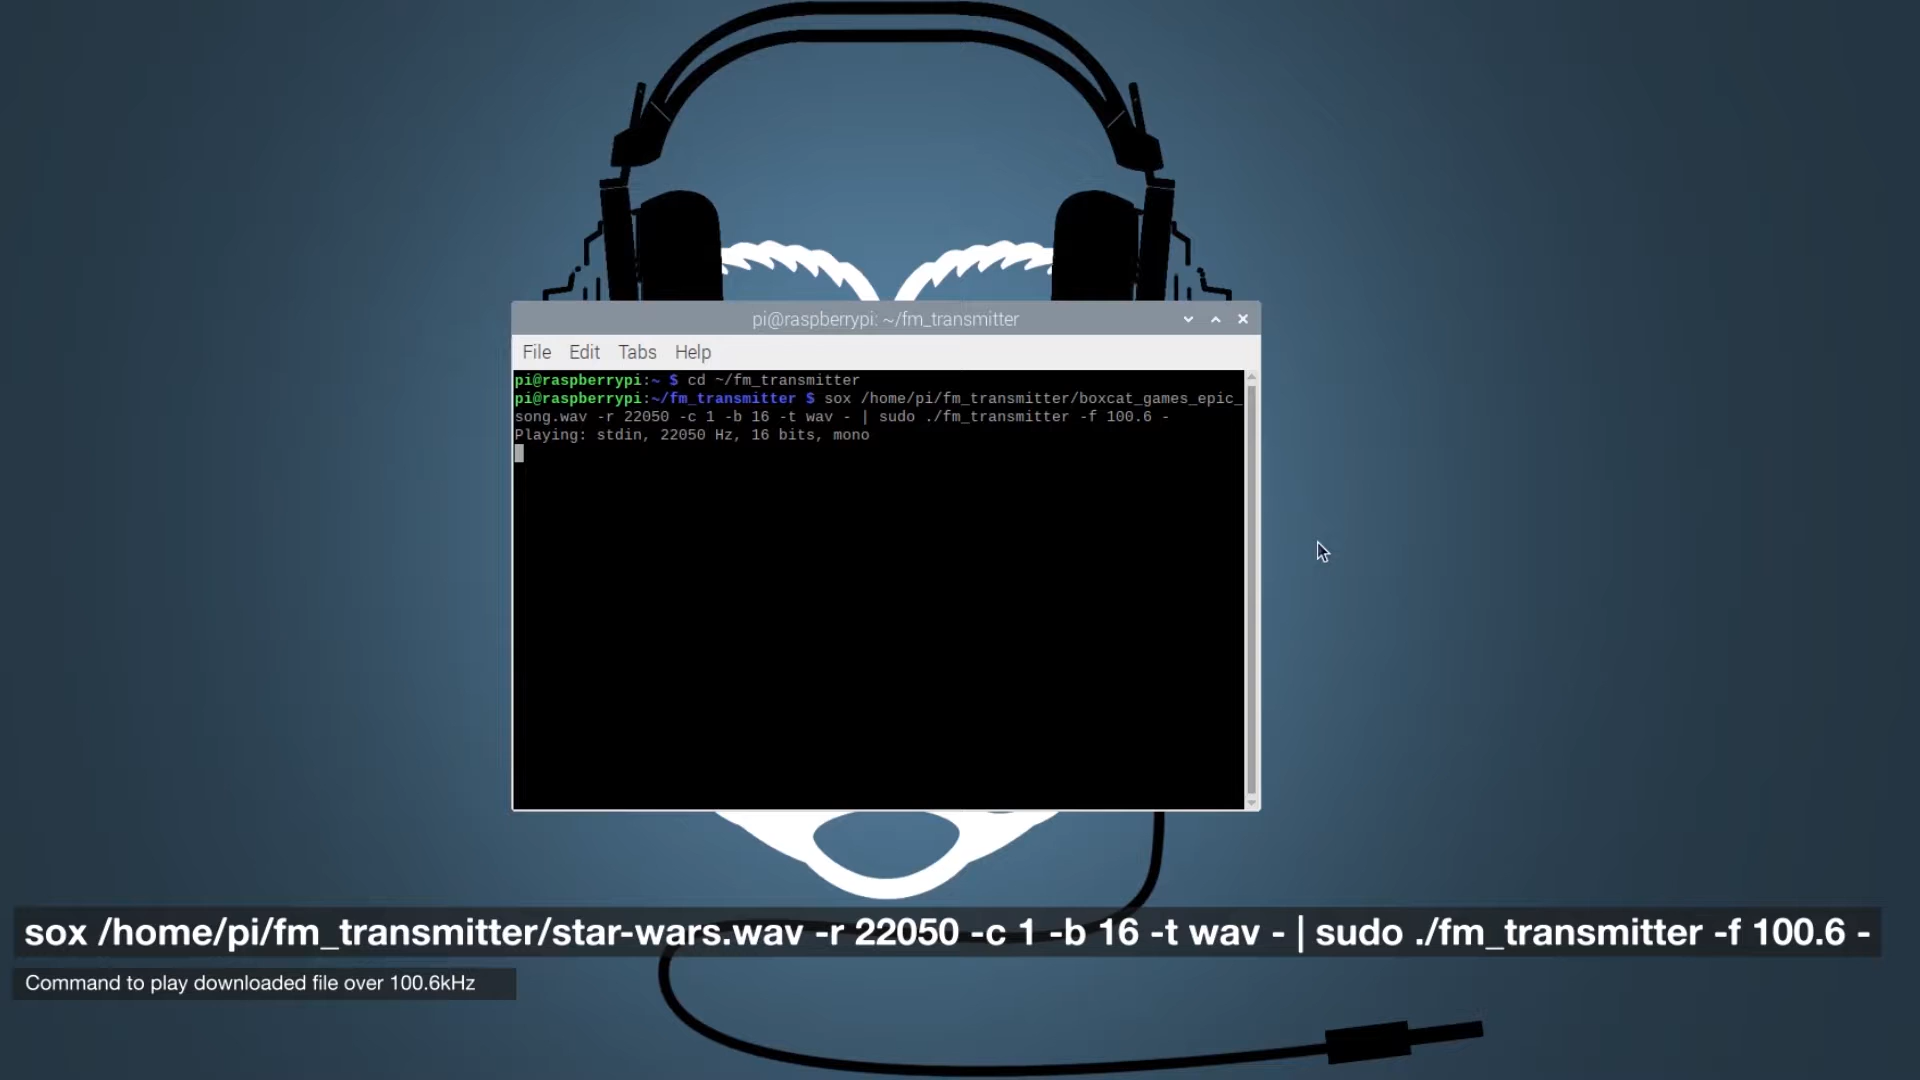 pi@raspberrypi: ~/fm_transmitter
File Edit Tabs Help
pi@raspberrypi:~ $ cd ~/fm_transmitter
pi@raspberrypi:~/fm_transmitter $ sox /home/pi/fm_transmitter/boxcat_games_epic_
song.wav -r 22050 -c 1 -b 16 -t wav - | sudo ./fm_transmitter -f 100.6 -
Playing: stdin, 22050 Hz, 16 bits, mono
sox /home/pi/fm_transmitter/star-wars.wav -r 22050 -c 1 -b 16 -t wav - | sudo ./fm_transmitter -f 100.6 -
Command to play downloaded file over 100.6kHz